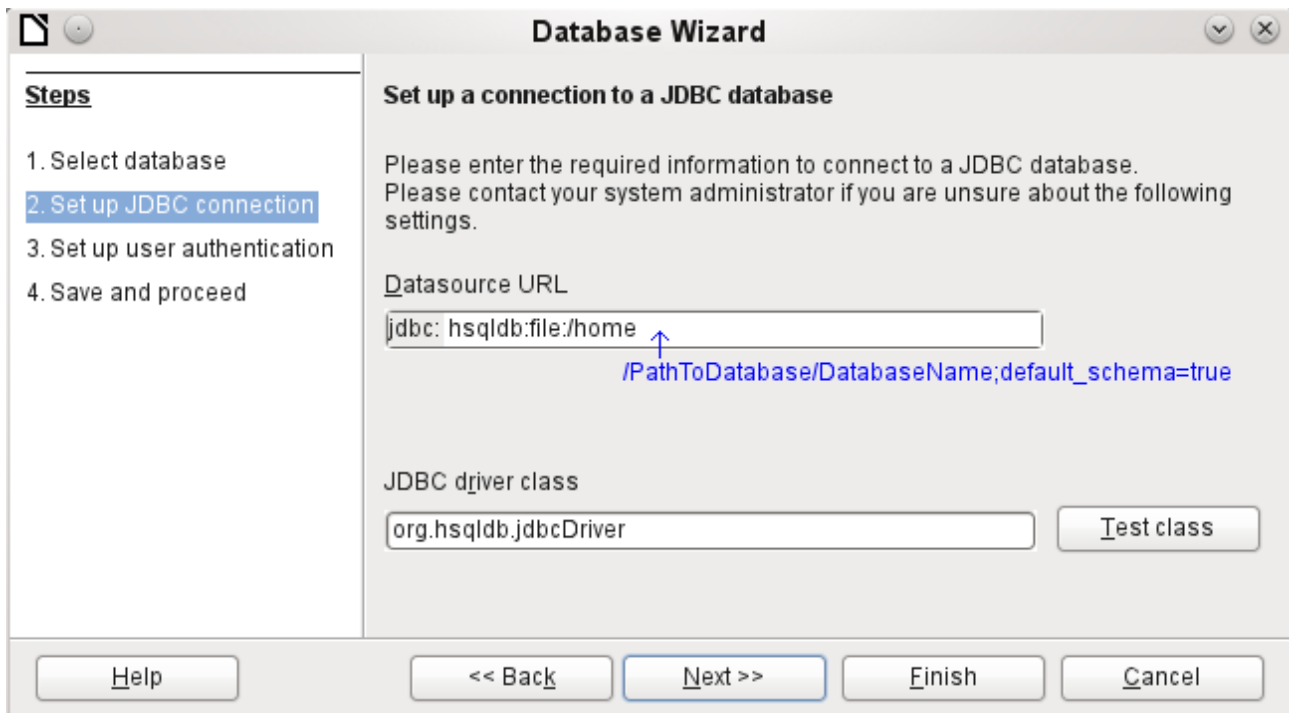 Database Wizard
Steps
1. Select database
2. Set up JDBC connection
3. Set up user authentication
4. Save and proceed
Set up a connection to a JDBC database
Please enter the required information to connect to a JDBC database.
Please contact your system administrator if you are unsure about the following
settings.
Datasource URL
jdbc: hsqldb:file:/home
/PathToDatabase/DatabaseName;default_schema=true
JDBC driver class
org.hsqldb.jdbcDriver
Test class
Help
<< Back
Next >>
Finish
Cancel